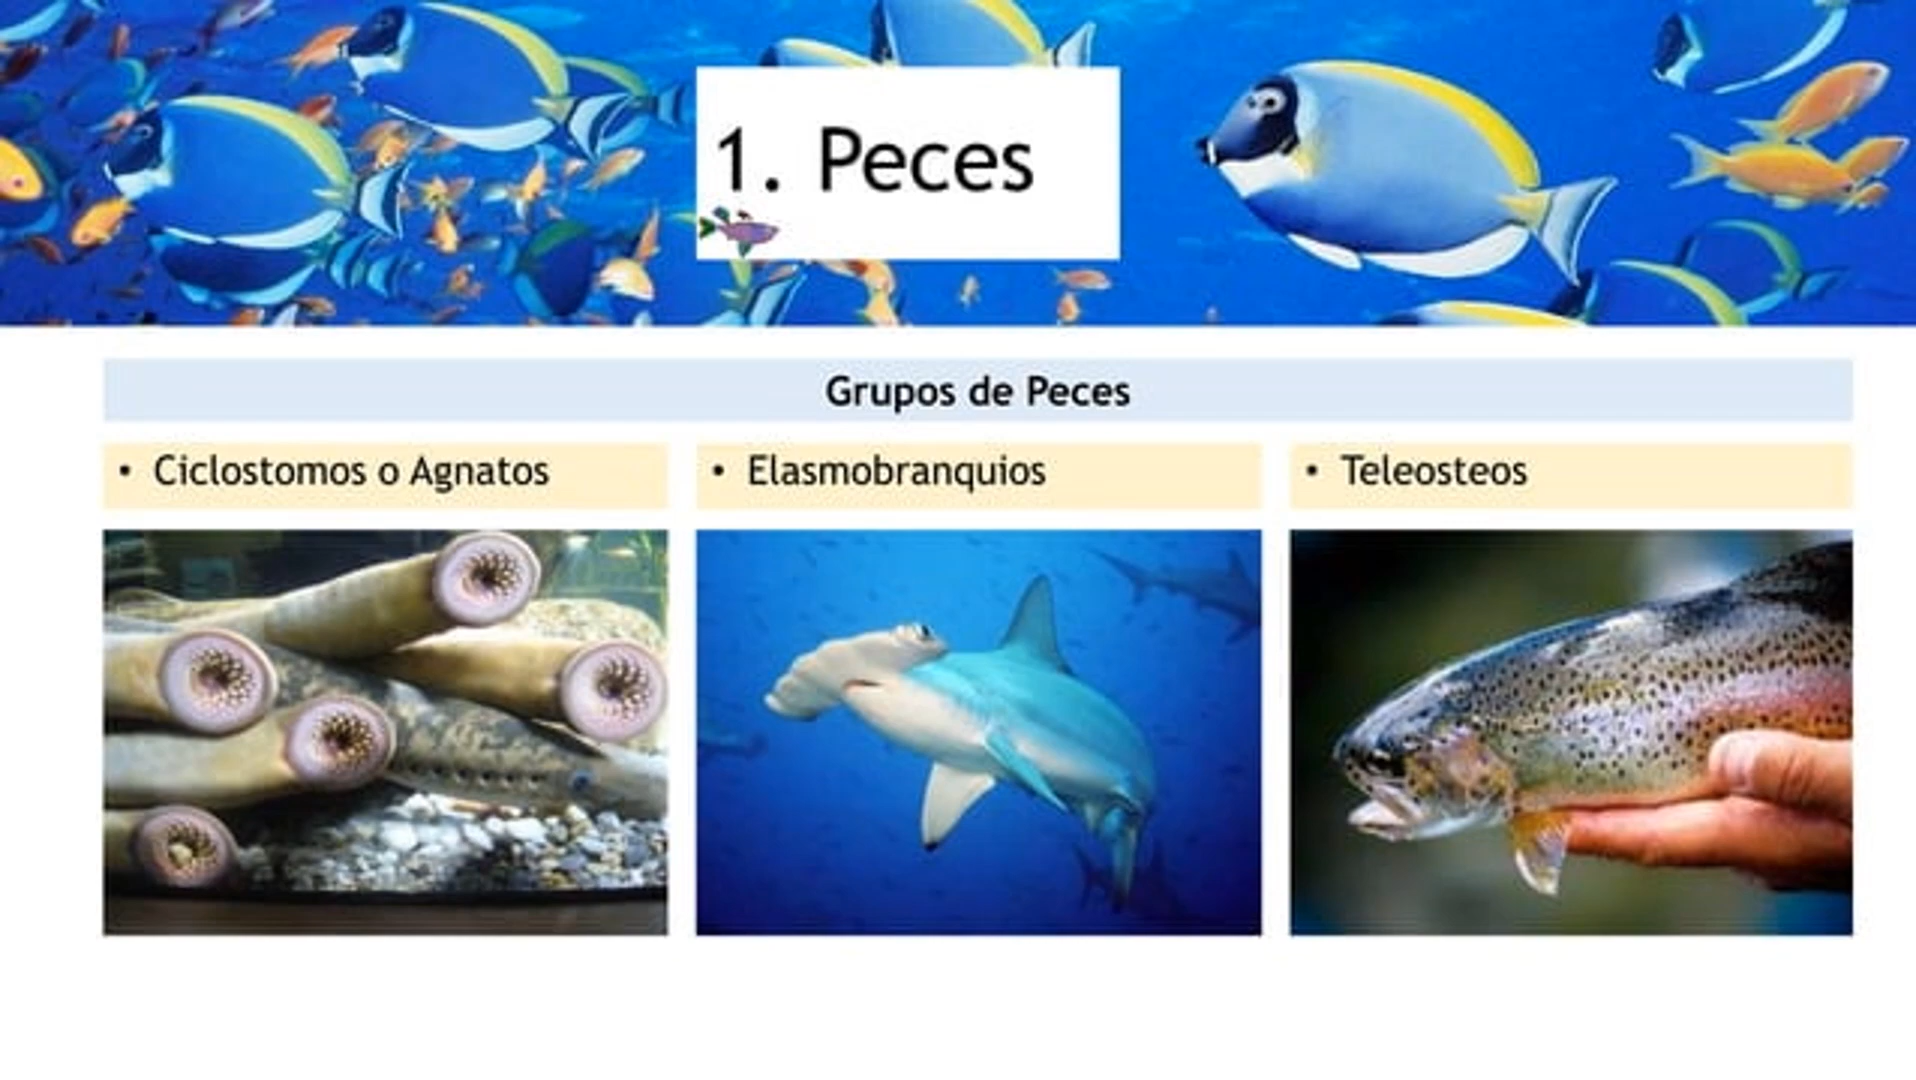 1. Peces
Grupos de Peces
• Ciclostomos o Agnatos
• Elasmobranquios
• Teleosteos